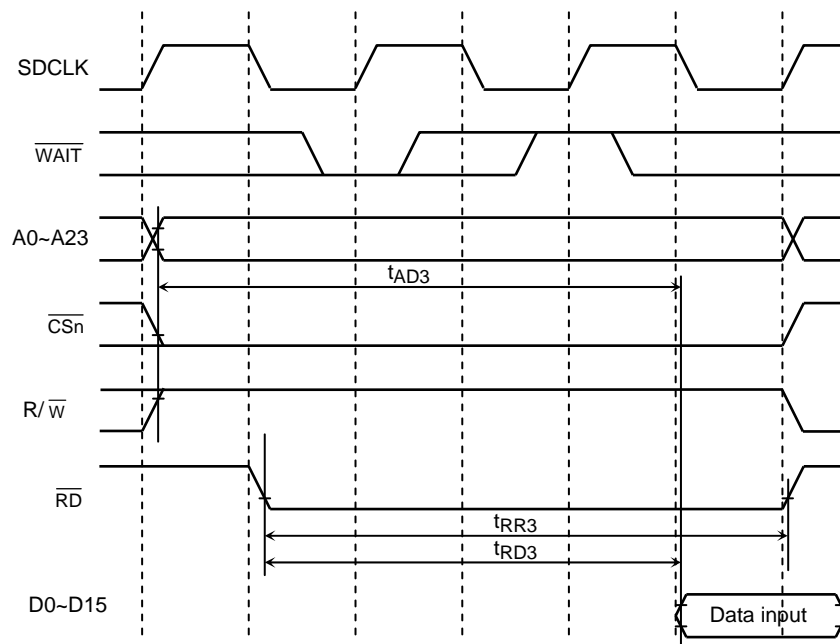 SDCLK
WAIT
A0~A23
tAD3
CSn
R/W
RD
tRR3
tRD3
D0~D15
Data input